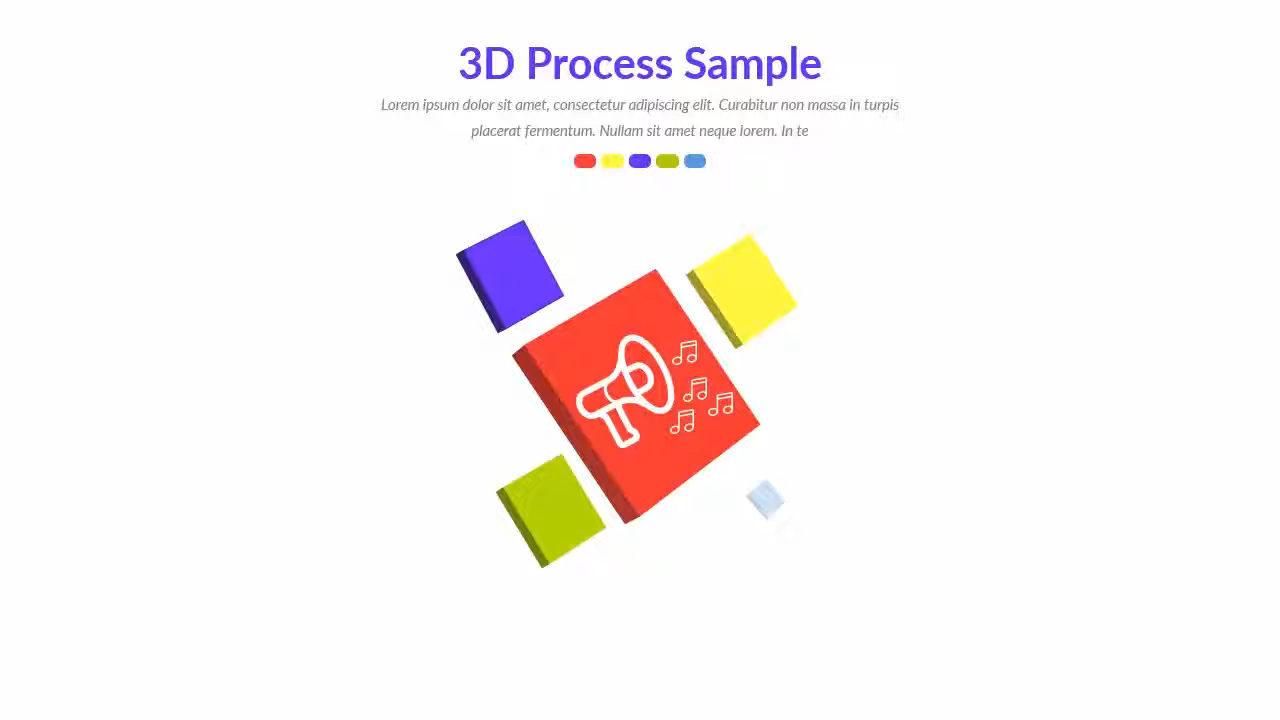 3D Process Sample
Lorem ipsum dolor sit amet, consectetur adipiscing elit. Curabitur non massa in turpis
placerat fermentum. Nullam sit amet neque lorem. In te